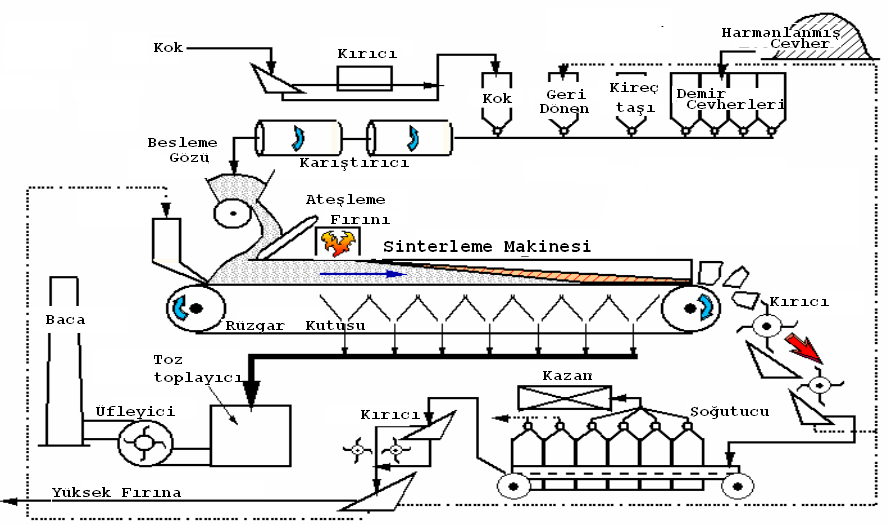 Harmanlanmış
Cevher
Kok
Kırıcı
Kok
Geri
Dönen
Kireç
taşı
Demir
Cevherleri
Besleme
Gözü
Karıştırıcı
Ateşleme
Fırını
Sinterleme Makinesi
Kırıcı
Baca
Rüzgar Kutusu
Toz
toplayıcı
Kazan
Üfleyici
Kırıcı
Soğutucu
Yüksek Fırına